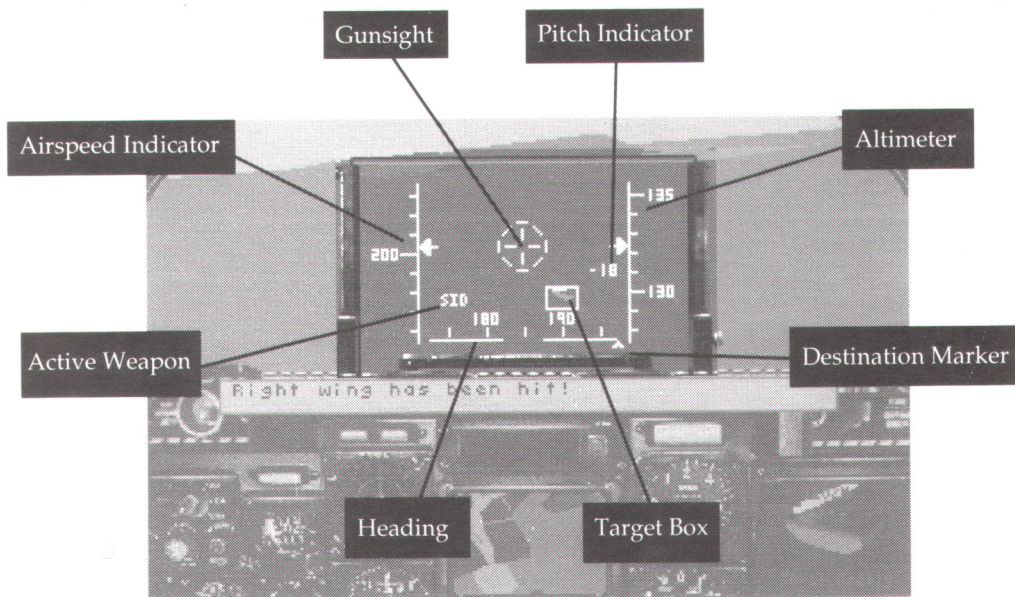 Gunsight
Pitch Indicator
Airspeed Indicator
Altimeter
135
200
-18
130
SID
180
190
Active Weapon
Destination Marker
Right wing has been hit!
Heading
Target Box